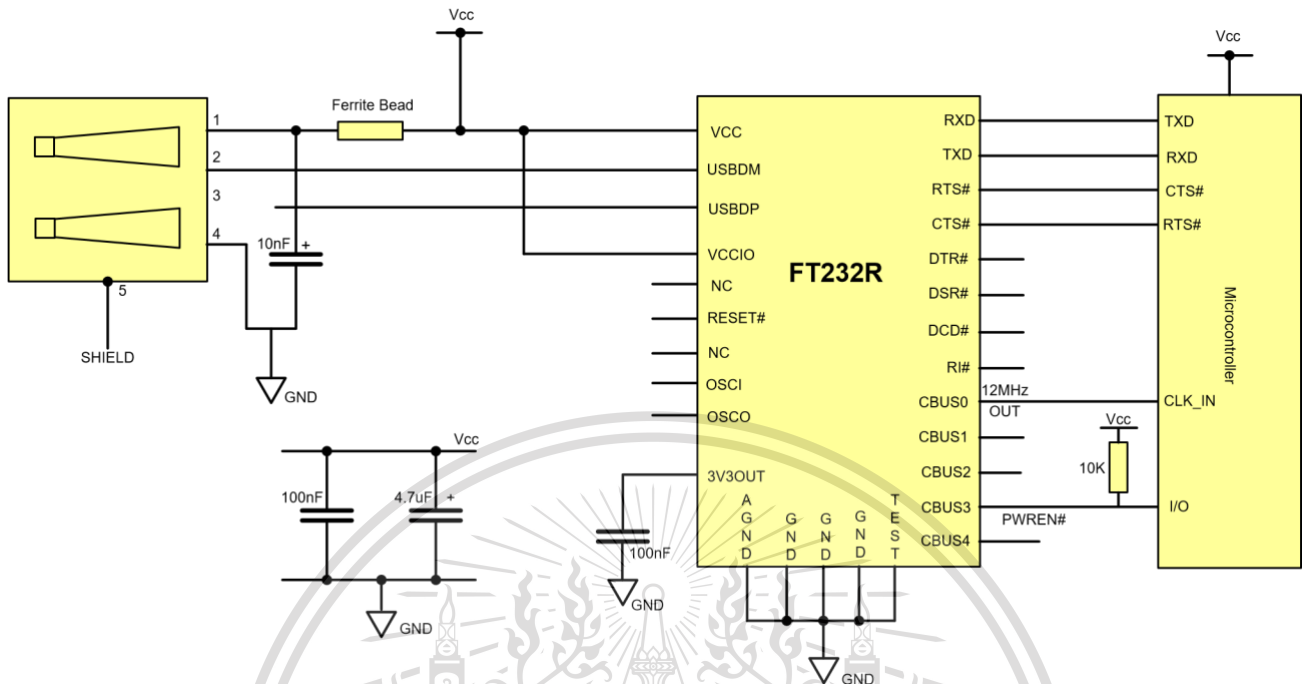 Vcc
Vcc
Ferrite Bead
1
2
3
4
5
10nF +
SHIELD
GND
VCC
USBDM
USBDP
VCCIO
NC
RESET#
NC
OSCI
OSCO
3V3OUT
FT232R
RXD
TXD
RTS#
CTS#
DTR#
DSR#
DCD#
RI#
CBUS0
CBUS1
CBUS2
CBUS3
CBUS4
AGND
GND
GND
GND
TEST
12MHz
OUT
Vcc
10K
PWREN#
TXD
RXD
CTS#
RTS#
Microcontroller
CLK_IN
I/O
Vcc
100nF
4.7uF +
GND
100nF
GND
GND